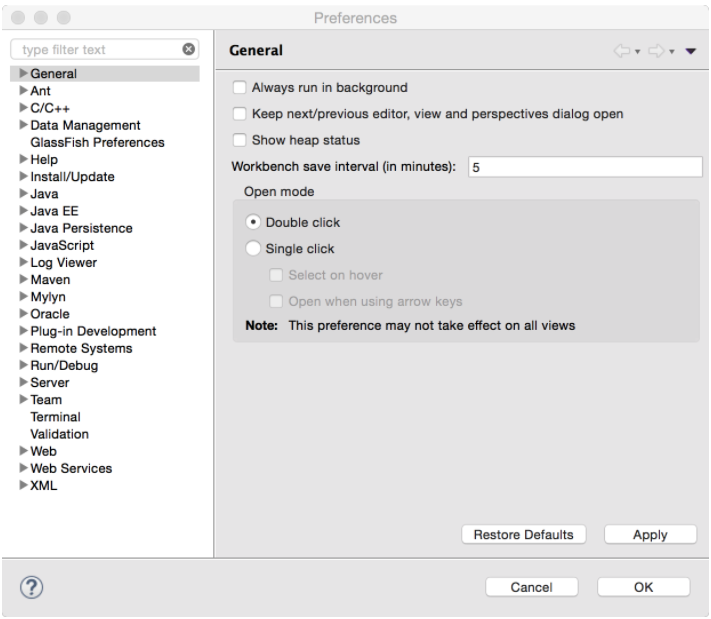 Preferences
type filter text
General
Ant
C/C++
Data Management
GlassFish Preferences
Help
Install/Update
Java
Java EE
Java Persistence
JavaScript
Log Viewer
Maven
Mylyn
Oracle
Plug-in Development
Remote Systems
Run/Debug
Server
Team
Terminal
Validation
Web
Web Services
XML
General
Always run in background
Keep next/previous editor, view and perspectives dialog open
Show heap status
Workbench save interval (in minutes): 5
Open mode
Double click
Single click
Select on hover
Open when using arrow keys
Note: This preference may not take effect on all views
Restore Defaults Apply
? Cancel OK